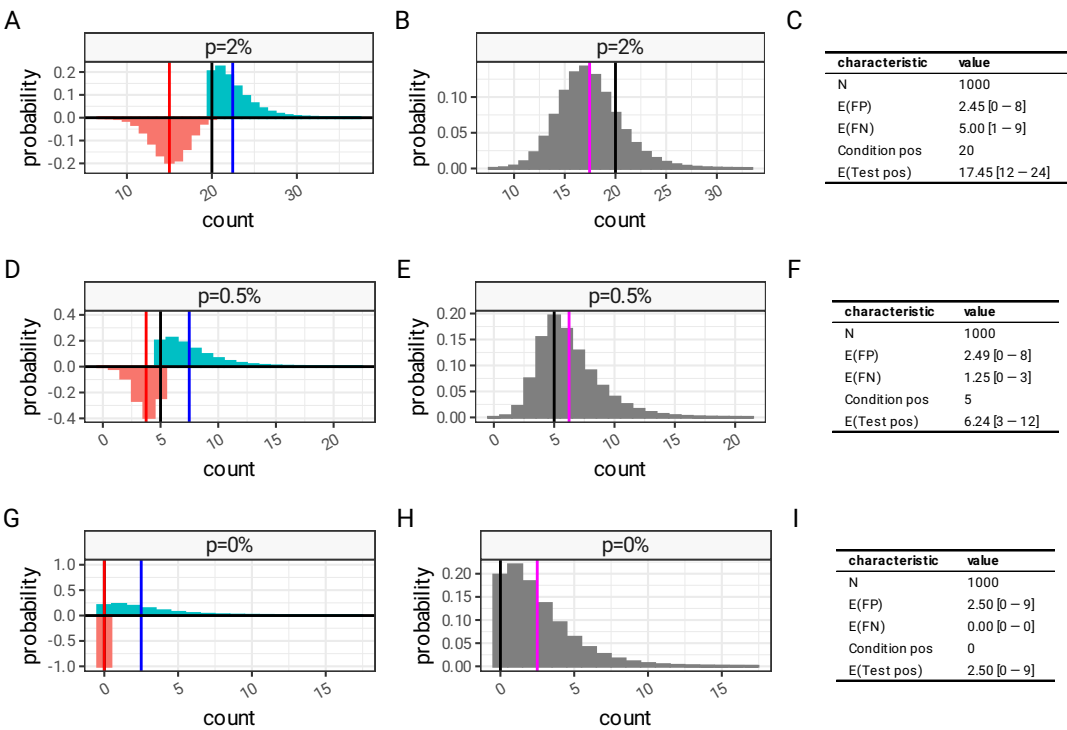 A
p=2%
probability
0.2
0.1
0.0
-0.1
-0.2
10
20
30
count
B
p=2%
probability
0.10
0.05
0.00
10
15
20
25
30
count
C
characteristic value
N 1000
E(FP) 2.45 [0 – 8]
E(FN) 5.00 [1 – 9]
Condition pos 20
E(Test pos) 17.45 [12 – 24]
D
p=0.5%
probability
0.4
0.2
0.0
-0.2
-0.4
0
5
10
15
20
count
E
p=0.5%
probability
0.20
0.15
0.10
0.05
0.00
0
5
10
15
20
count
F
characteristic value
N 1000
E(FP) 2.49 [0 – 8]
E(FN) 1.25 [0 – 3]
Condition pos 5
E(Test pos) 6.24 [3 – 12]
G
p=0%
probability
1.0
0.5
0.0
-0.5
-1.0
0
5
10
15
count
H
p=0%
probability
0.20
0.15
0.10
0.05
0.00
0
5
10
15
count
I
characteristic value
N 1000
E(FP) 2.50 [0 – 9]
E(FN) 0.00 [0 – 0]
Condition pos 0
E(Test pos) 2.50 [0 – 9]